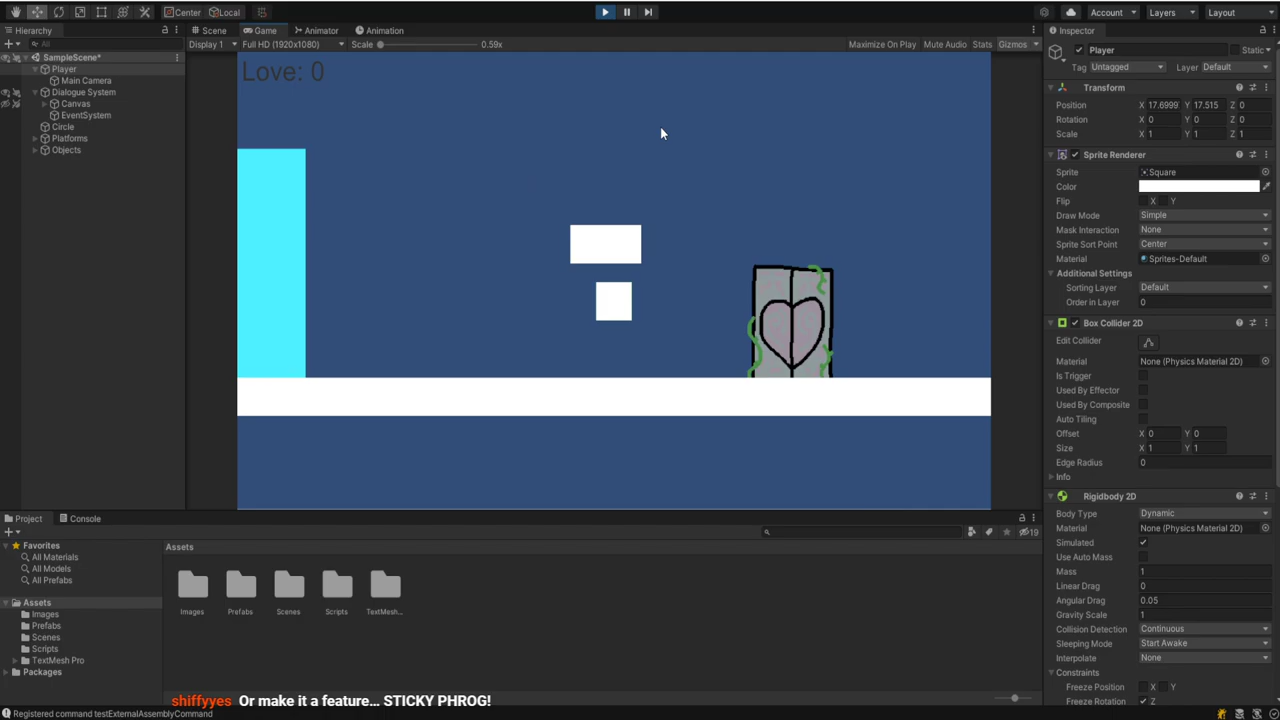 Center Local Account Layers Layout
Hierarchy Scene Game Animator Animation Inspector
All Display 1 Full HD (1920x1080) Scale 0.59x Maximize On Play Mute Audio Stats Gizmos Player Static
SampleScene*
Player
Main Camera
Dialogue System
Canvas
EventSystem
Circle
Platforms
Objects
Love: 0
Tag Untagged Layer Default
Transform
Position X 17.6999 Y 17.515 Z 0
Rotation X 0 Y 0 Z 0
Scale X 1 Y 1 Z 1
Sprite Renderer
Sprite Square
Color
Flip X Y
Draw Mode Simple
Mask Interaction None
Sprite Sort Point Center
Material Sprites-Default
Additional Settings
Sorting Layer Default
Order in Layer 0
Box Collider 2D
Edit Collider
Material None (Physics Material 2D)
Is Trigger
Used By Effector
Used By Composite
Auto Tiling
Offset X 0 Y 0
Size X 1 Y 1
Edge Radius 0
Info
Rigidbody 2D
Body Type Dynamic
Material None (Physics Material 2D)
Simulated
Use Auto Mass
Mass 1
Linear Drag 0
Angular Drag 0.05
Gravity Scale 1
Collision Detection Continuous
Sleeping Mode Start Awake
Interpolate None
Constraints
Freeze Position X Y
Freeze Rotation Z
Project Console
19
Favorites
All Materials
All Models
All Prefabs
Assets
Images
Prefabs
Scenes
Scripts
TextMesh Pro
Packages
Assets
Images Prefabs Scenes Scripts TextMesh...
shiffyyes Or make it a feature... STICKY PHROG!
Registered command testExternalAssemblyCommand